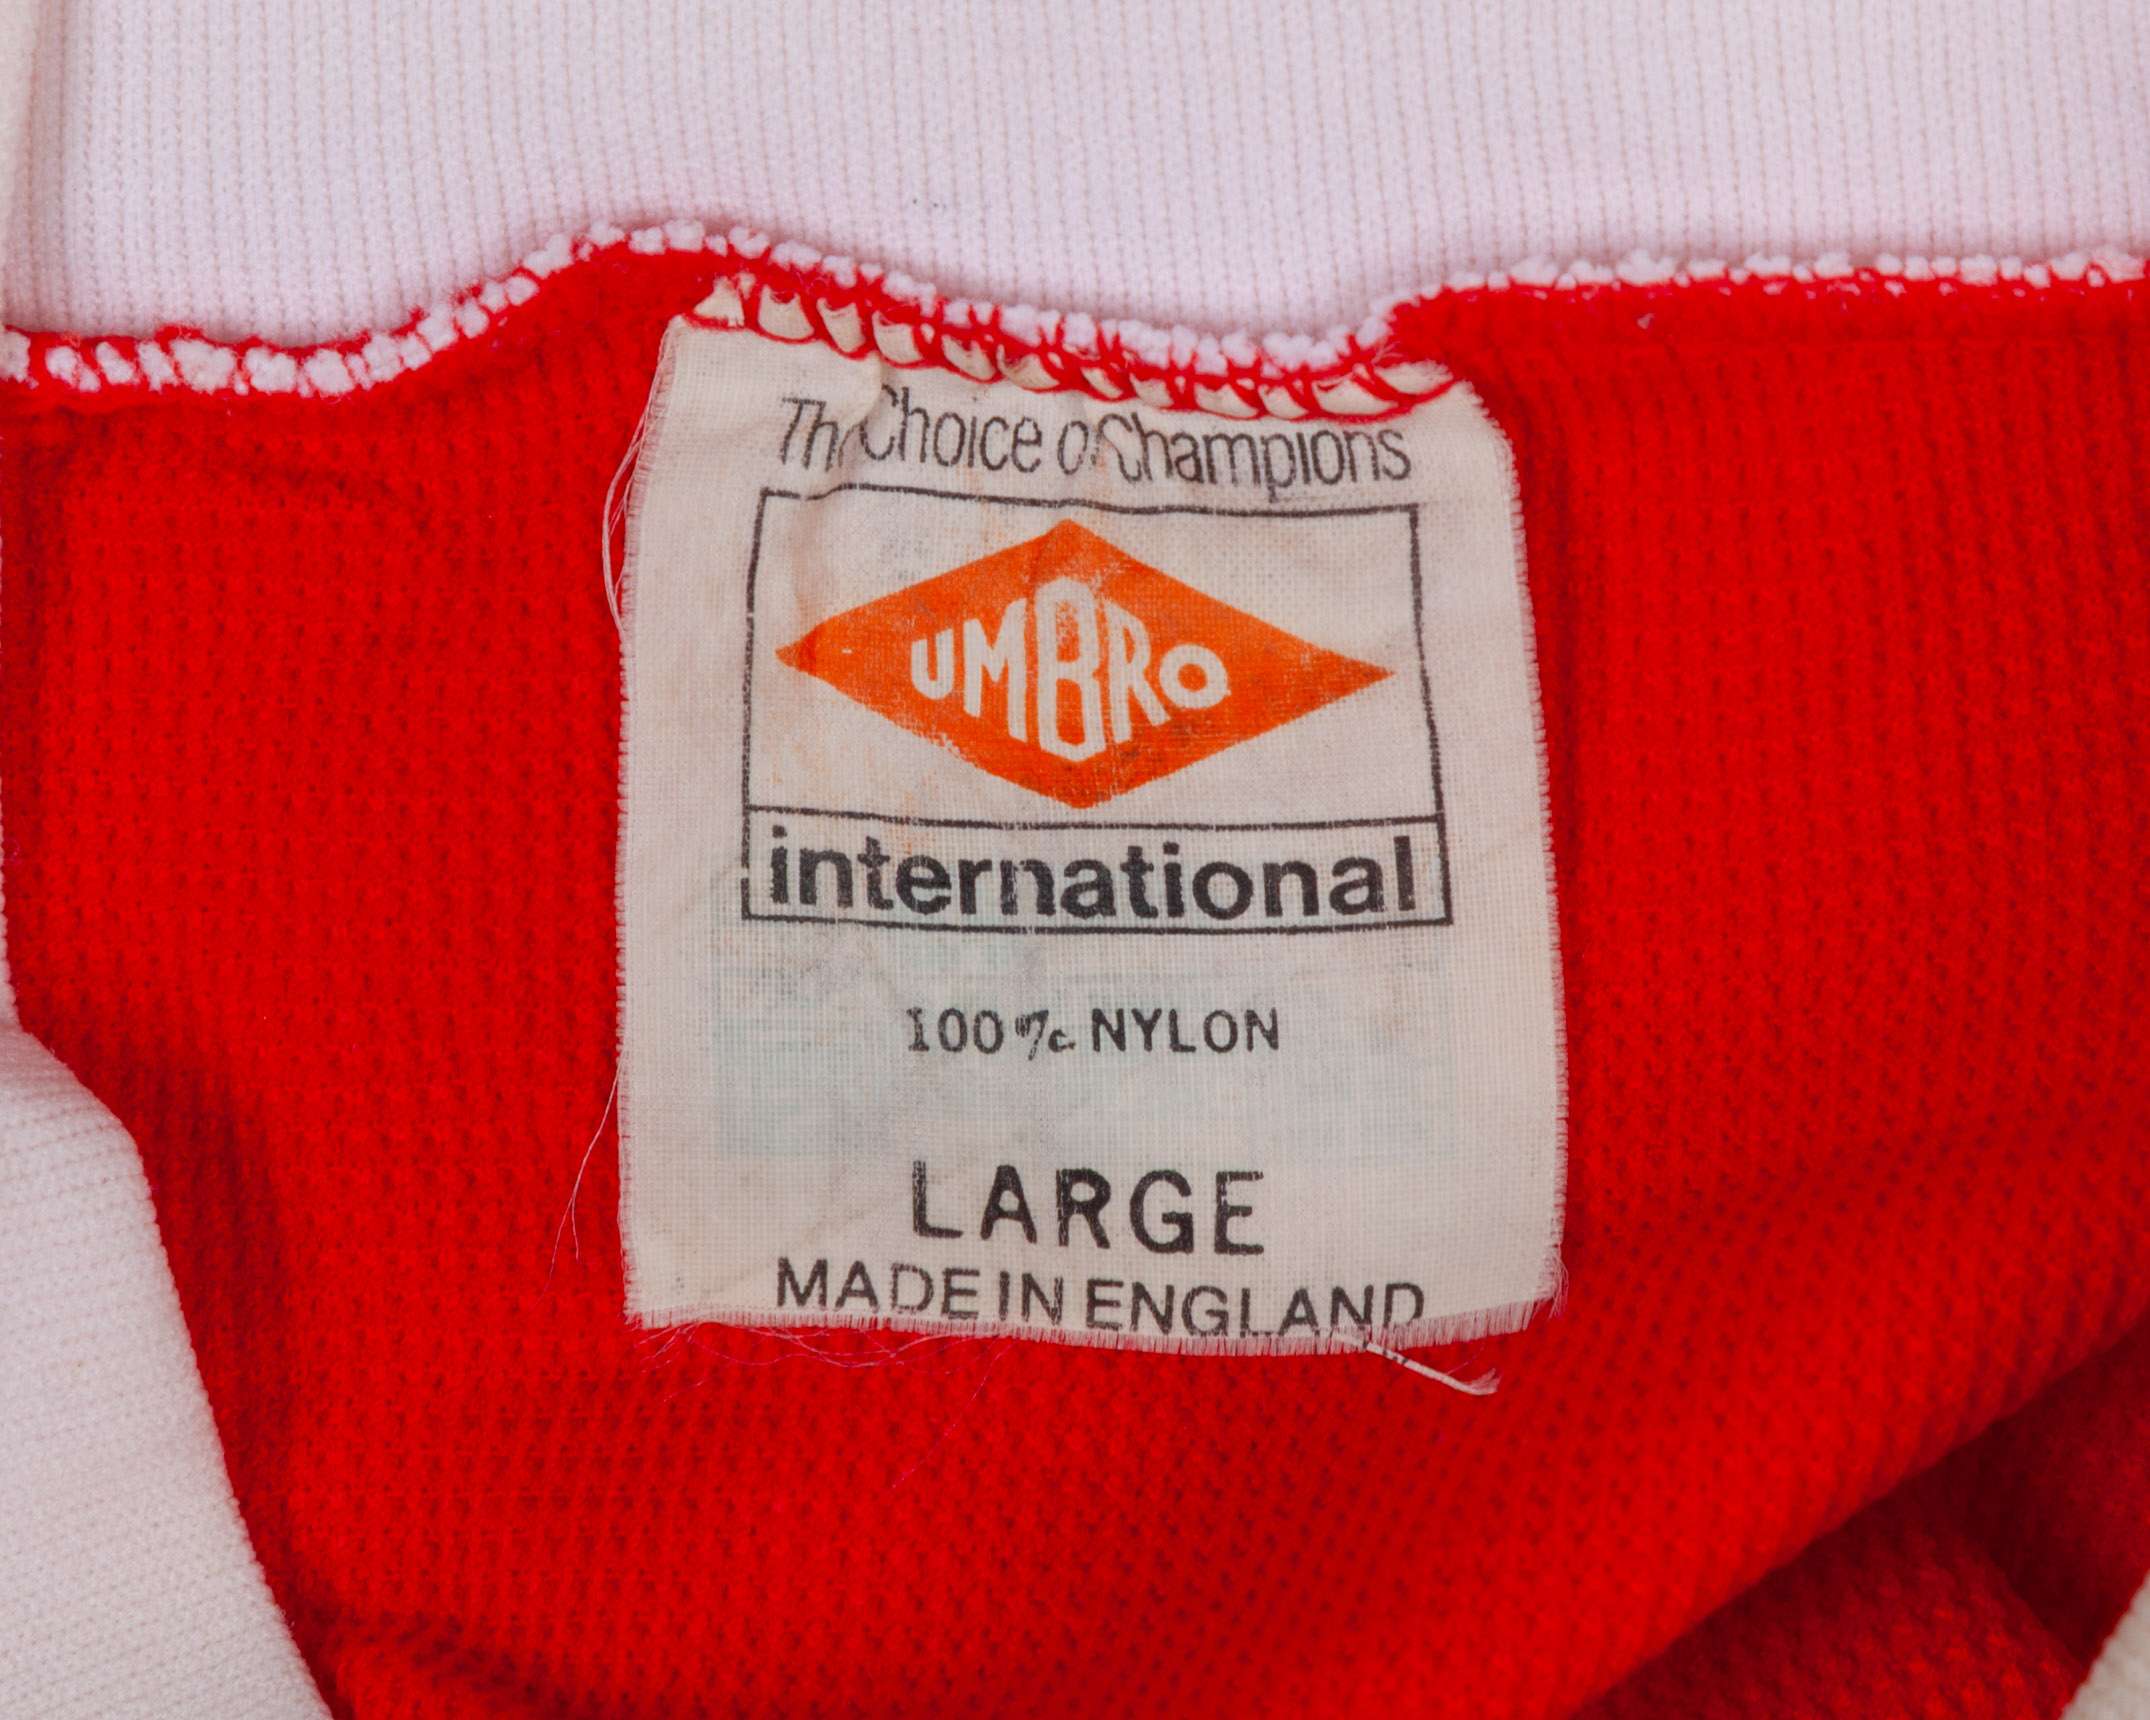 The Choice of Champions
UMBRO
international
100% NYLON
LARGE
MADE IN ENGLAND